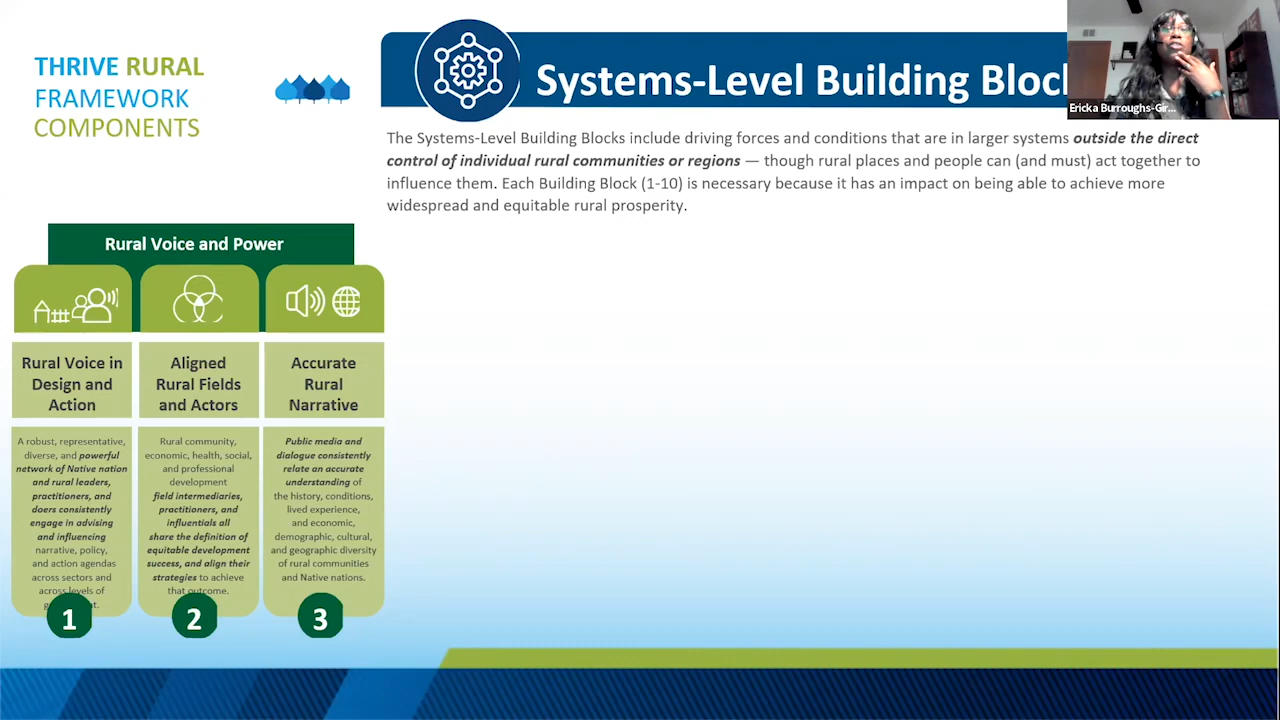 THRIVE RURAL
FRAMEWORK
COMPONENTS
Systems-Level Building
Ericka Burroughs-Gir...
The Systems-Level Building Blocks include driving forces and conditions that are in larger systems outside the direct
control of individual rural communities or regions — though rural places and people can (and must) act together to
influence them. Each Building Block (1-10) is necessary because it has an impact on being able to achieve more
widespread and equitable rural prosperity.
Rural Voice and Power
Rural Voice in
Design and
Action
A robust, representative,
diverse, and powerful
network of Native nation
and rural leaders,
practitioners, and
doers consistently
engage in advising
and influencing
narrative, policy,
and action agendas
across sectors and
across levels of
1
Aligned
Rural Fields
and Actors
Rural community,
economic, health, social,
and professional
development
field intermediaries,
practitioners, and
influentials all
share the definition of
equitable development
success, and align their
strategies to achieve
that outcome.
2
Accurate
Rural
Narrative
Public media and
dialogue consistently
relate an accurate
understanding of
the history, conditions,
lived experience,
and economic,
demographic, cultural,
and geographic diversity
of rural communities
and Native nations.
3